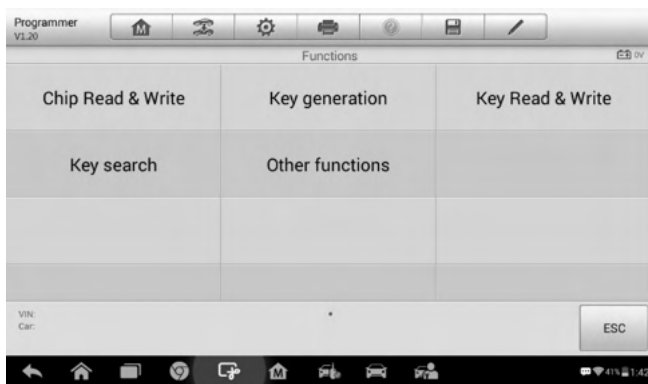 Programmer
V1.20
M
?
Functions
0V
Chip Read & Write
Key generation
Key Read & Write
Key search
Other functions
VIN:
Car:
ESC
M
41% 1:42